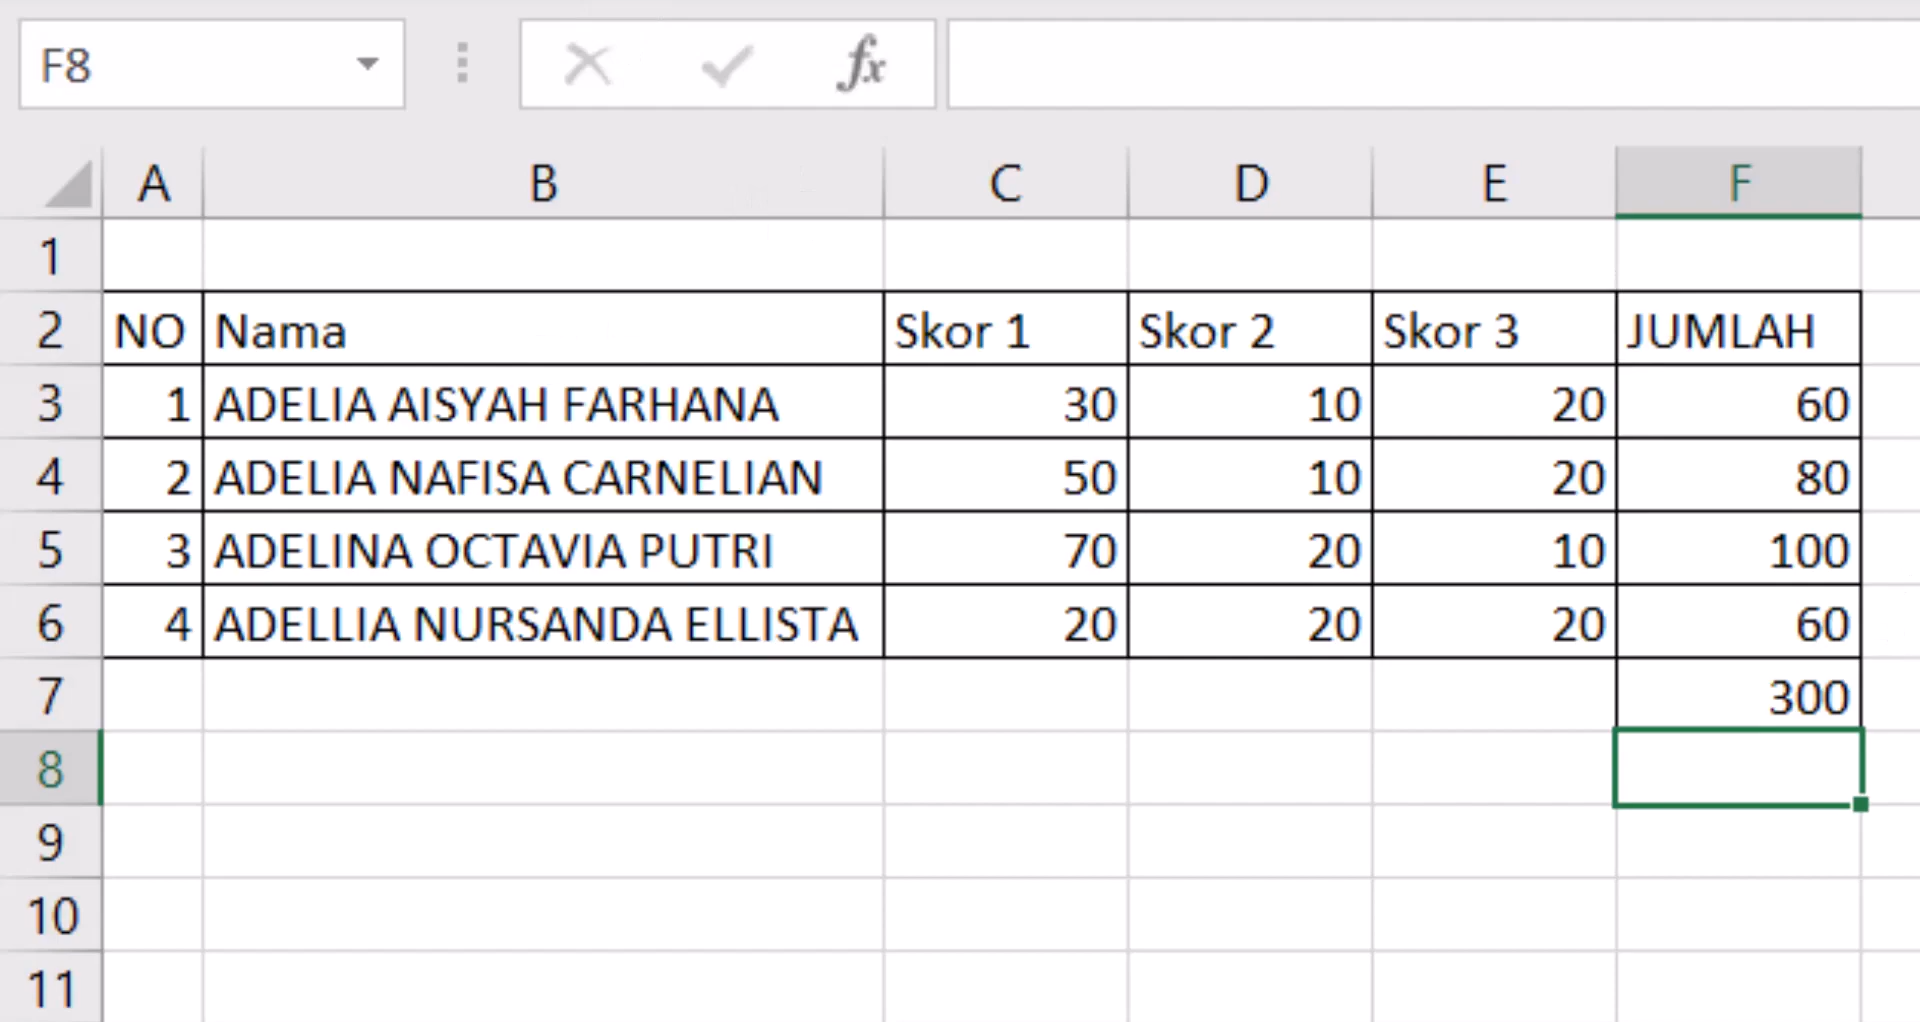 F8 fx
A B C D E F
1
2 NO Nama Skor 1 Skor 2 Skor 3 JUMLAH
3 1 ADELIA AISYAH FARHANA 30 10 20 60
4 2 ADELIA NAFISA CARNELIAN 50 10 20 80
5 3 ADELINA OCTAVIA PUTRI 70 20 10 100
6 4 ADELLIA NURSANDA ELLISTA 20 20 20 60
7 300
8
9
10
11